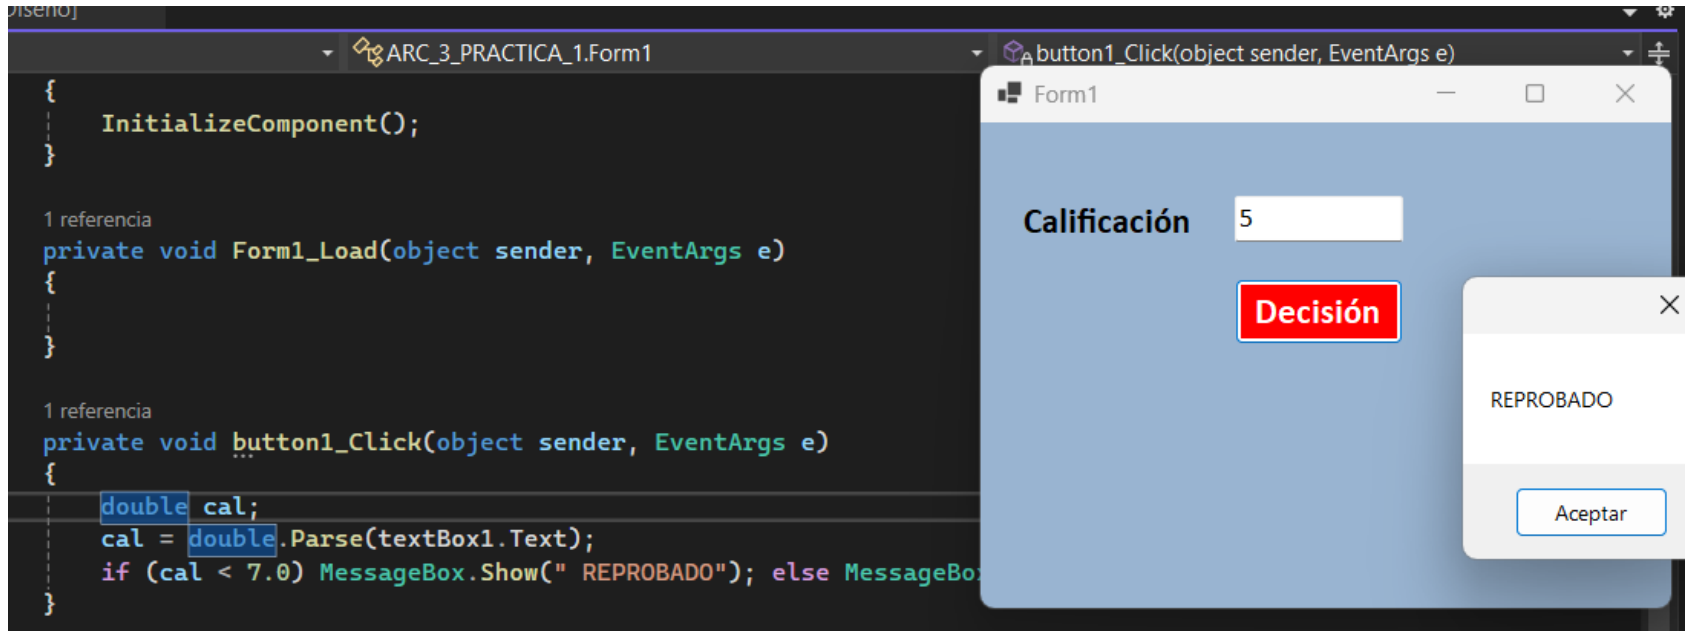 Diseño]
ARC_3_PRACTICA_1.Form1
button1_Click(object sender, EventArgs e)
{
InitializeComponent();
}
1 referencia
private void Form1_Load(object sender, EventArgs e)
{
}
1 referencia
private void button1_Click(object sender, EventArgs e)
{
double cal;
cal = double.Parse(textBox1.Text);
if (cal < 7.0) MessageBox.Show(" REPROBADO"); else MessageBo
}
Form1
Calificación
5
Decisión
REPROBADO
Aceptar